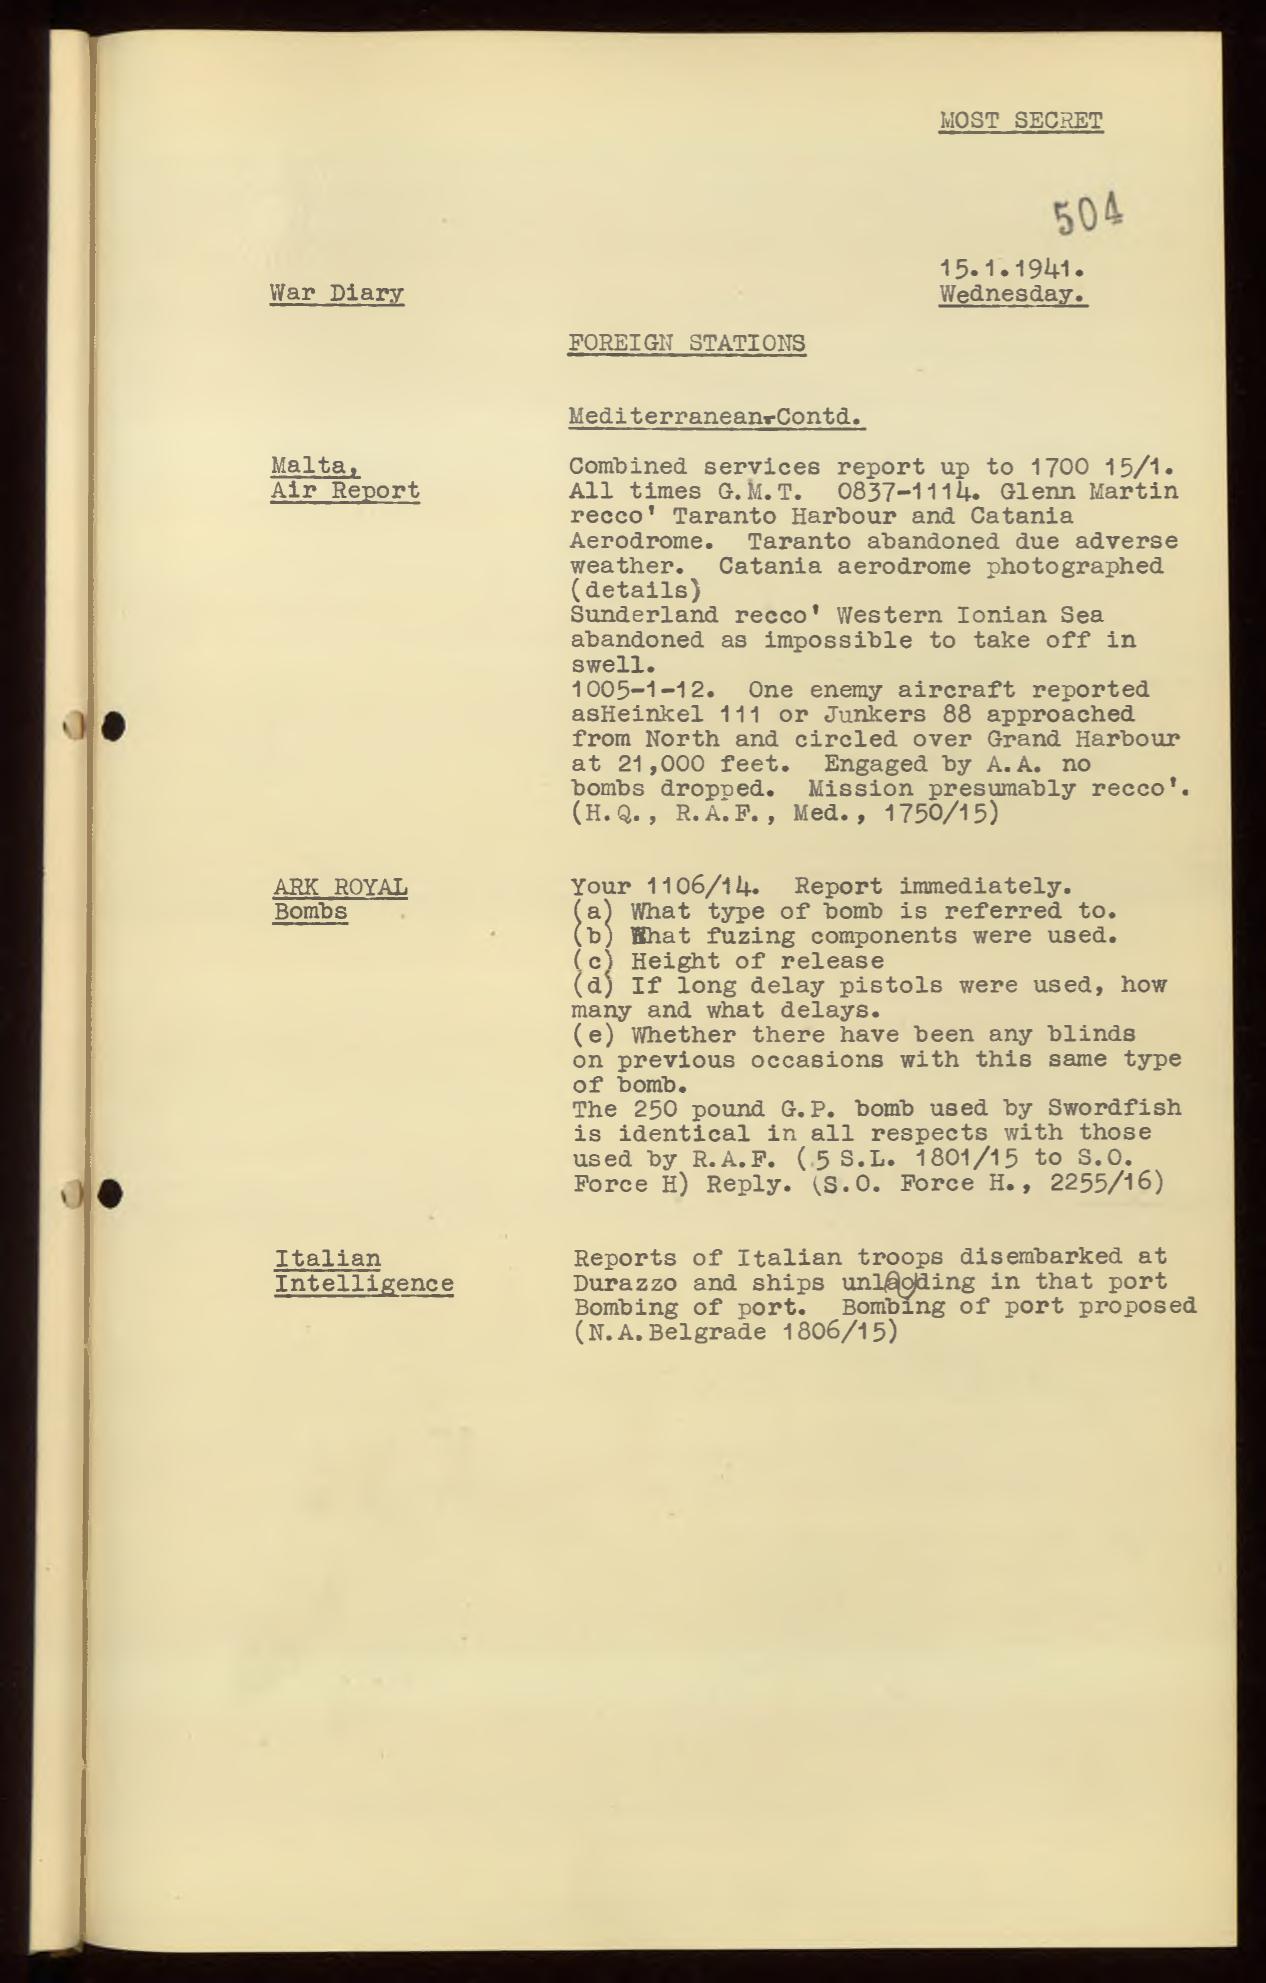 MOST SECRET
504
15.1.1941.
War Diary
Wednesday.
FOREIGN STATIONS
Mediterranean-Contd.
Malta,
Air Report
Combined services report up to 1700 15/1.
All times G.M.T. 0837-1114. Glenn Martin
recco' Taranto Harbour and Catania
Aerodrome. Taranto abandoned due adverse
weather. Catania aerodrome photographed
(details)
Sunderland recco' Western Ionian Sea
abandoned as impossible to take off in
swell.
1005-1-12. One enemy aircraft reported
asHeinkel 111 or Junkers 88 approached
from North and circled over Grand Harbour
at 21,000 feet. Engaged by A.A. no
bombs dropped. Mission presumably recco'.
(H.Q., R.A.F., Med., 1750/15)
ARK ROYAL
Bombs
Your 1106/14. Report immediately.
(a) What type of bomb is referred to.
(b) What fuzing components were used.
(c) Height of release
(d) If long delay pistols were used, how
many and what delays.
(e) Whether there have been any blinds
on previous occasions with this same type
of bomb.
The 250 pound G.P. bomb used by Swordfish
is identical in all respects with those
used by R.A.F. (5 S.L. 1801/15 to S.O.
Force H) Reply. (S.O. Force H., 2255/16)
Italian
Intelligence
Reports of Italian troops disembarked at
Durazzo and ships unlaoding in that port
Bombing of port. Bombing of port proposed
(N.A.Belgrade 1806/15)